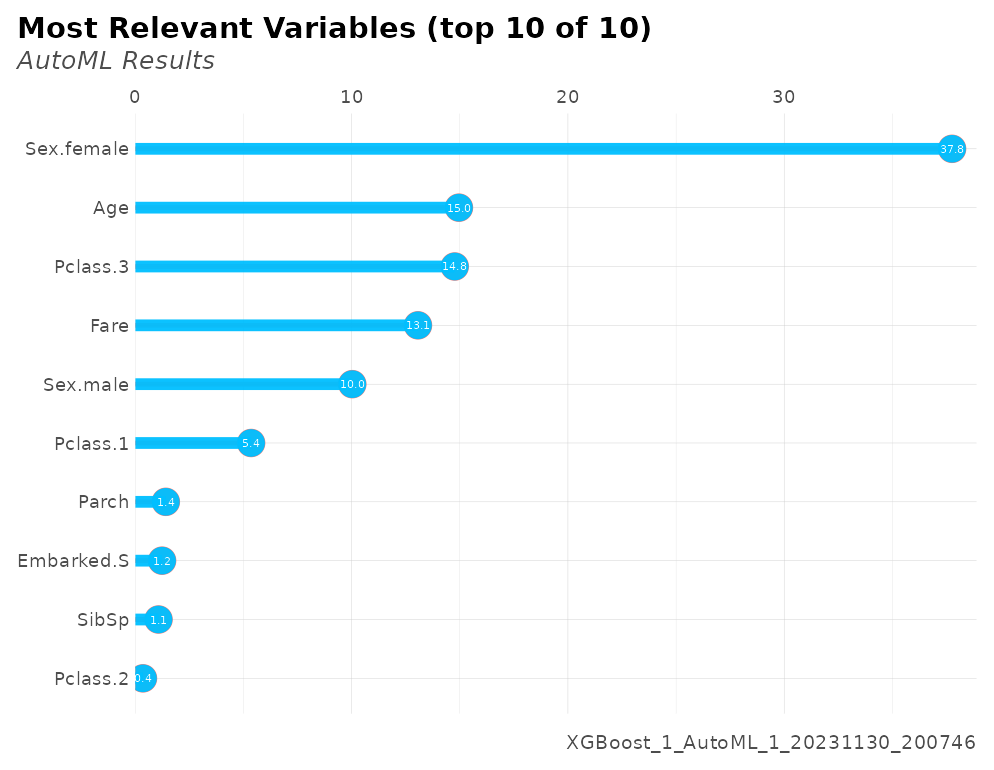 Most Relevant Variables (top 10 of 10)
AutoML Results
0 10 20 30
Sex.female 37.8
Age 15.0
Pclass.3 14.8
Fare 13.1
Sex.male 10.0
Pclass.1 5.4
Parch 1.4
Embarked.S 1.2
SibSp 1.1
Pclass.2 0.4
XGBoost_1_AutoML_1_20231130_200746